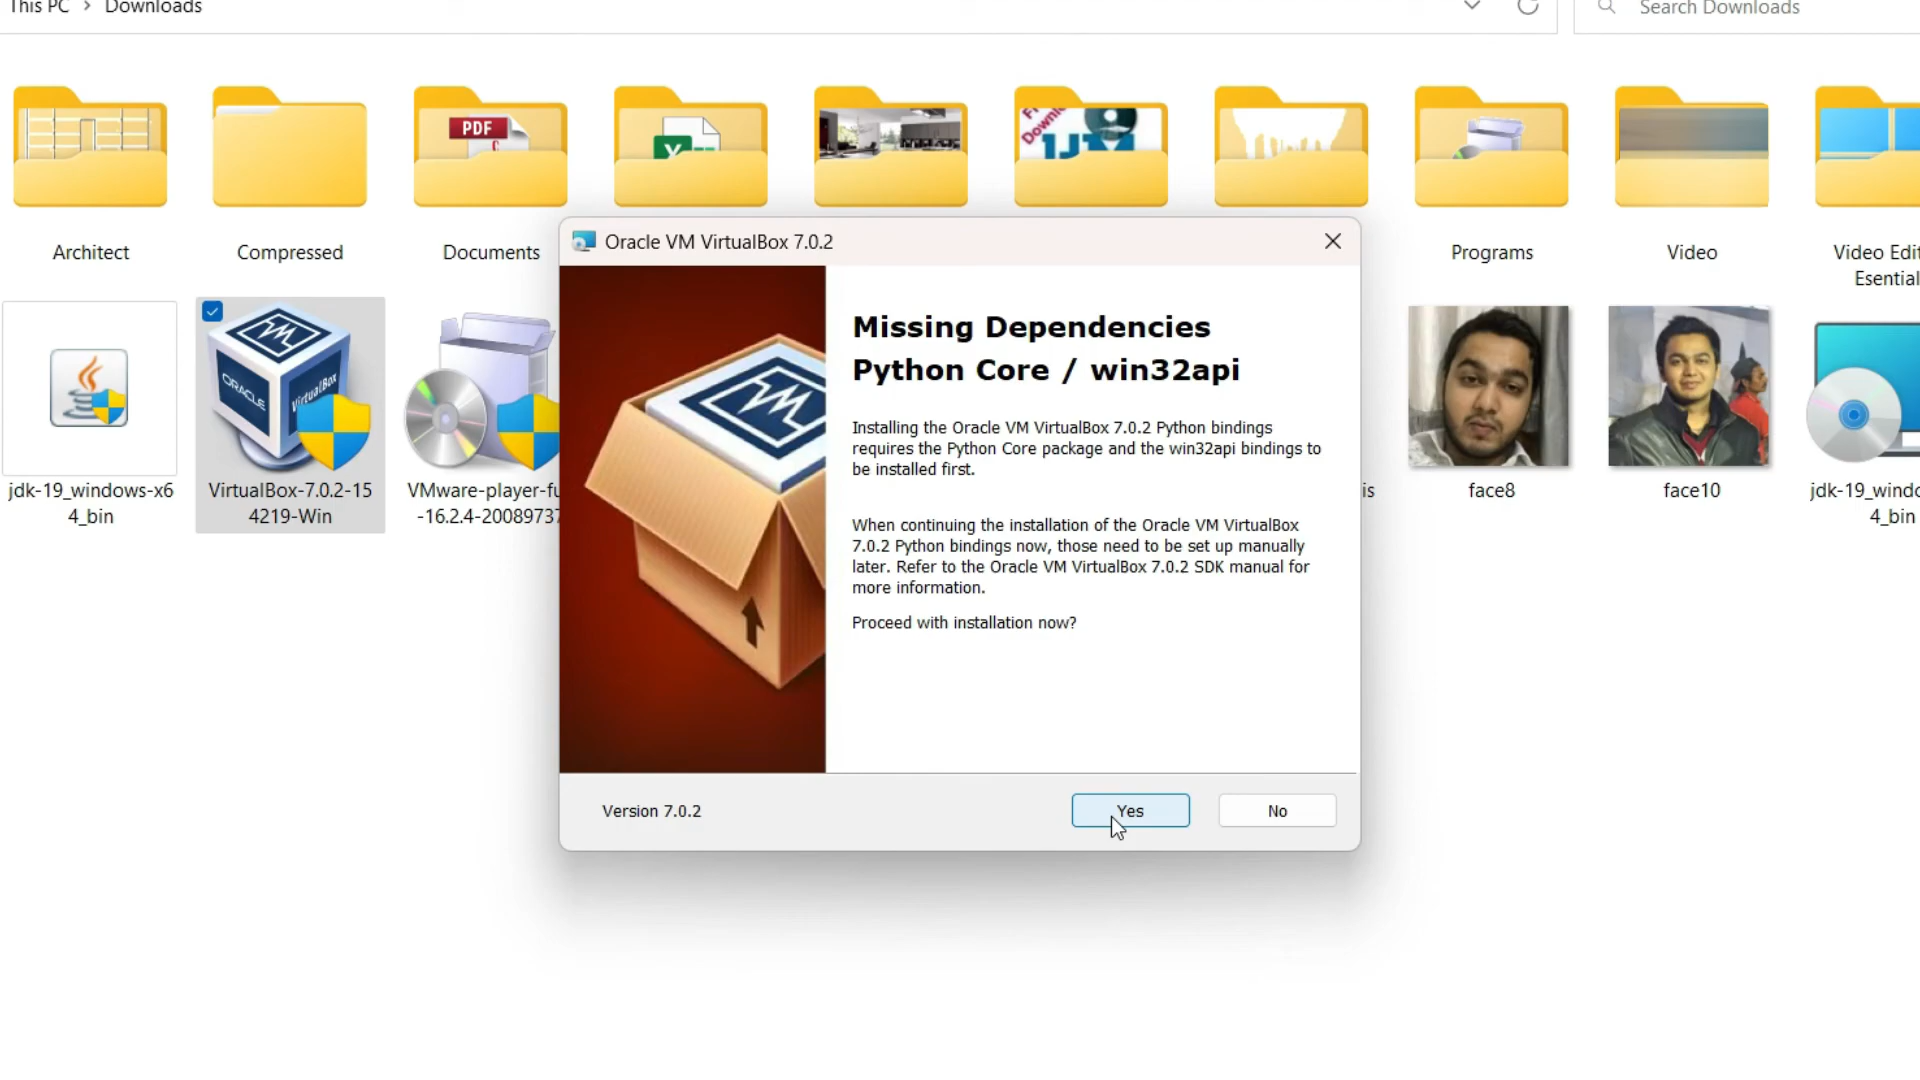 This PC > Downloads
Search Downloads
PDF
Architect
Compressed
Documents
Programs
Video
Video Edit
Esential
Oracle VM VirtualBox 7.0.2
Missing Dependencies
Python Core / win32api
Installing the Oracle VM VirtualBox 7.0.2 Python bindings
requires the Python Core package and the win32api bindings to
be installed first.
When continuing the installation of the Oracle VM VirtualBox
7.0.2 Python bindings now, those need to be set up manually
later. Refer to the Oracle VM VirtualBox 7.0.2 SDK manual for
more information.
Proceed with installation now?
Version 7.0.2
Yes
No
ORACLE
VirtualBox
jdk-19_windows-x6
4_bin
VirtualBox-7.0.2-15
4219-Win
VMware-player-fu
-16.2.4-20089737
is
face8
face10
jdk-19_windo
4_bin